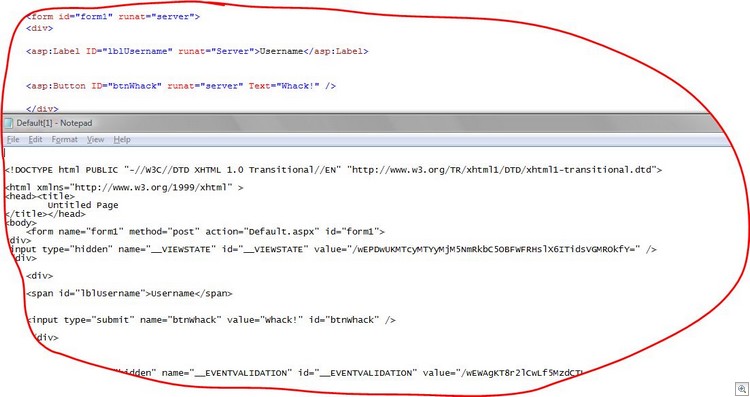 <form id="form1" runat="server">
<div>
<asp:Label ID="lblUsername" runat="Server">Username</asp:Label>
<asp:Button ID="btnWhack" runat="server" Text="Whack!" />
</div>
Default[1] - Notepad
File Edit Format View Help
<!DOCTYPE html PUBLIC "-//W3C//DTD XHTML 1.0 Transitional//EN" "http://www.w3.org/TR/xhtml1/DTD/xhtml1-transitional.dtd">
<html xmlns="http://www.w3.org/1999/xhtml" >
<head><title>
Untitled Page
</title></head>
<body>
<form name="form1" method="post" action="Default.aspx" id="form1">
div>
input type="hidden" name="__VIEWSTATE" id="__VIEWSTATE" value="/wEPDwUKMTcyMTYyMjM5NmRkbC5OBFWFRHslX6ITidsVGMROkfY=" />
div>
<div>
<span id="lblUsername">Username</span>
<input type="submit" name="btnWhack" value="Whack!" id="btnWhack" />
div>
hidden" name="__EVENTVALIDATION" id="__EVENTVALIDATION" value="/wEWAgKT8r2lCwLf5MzdC